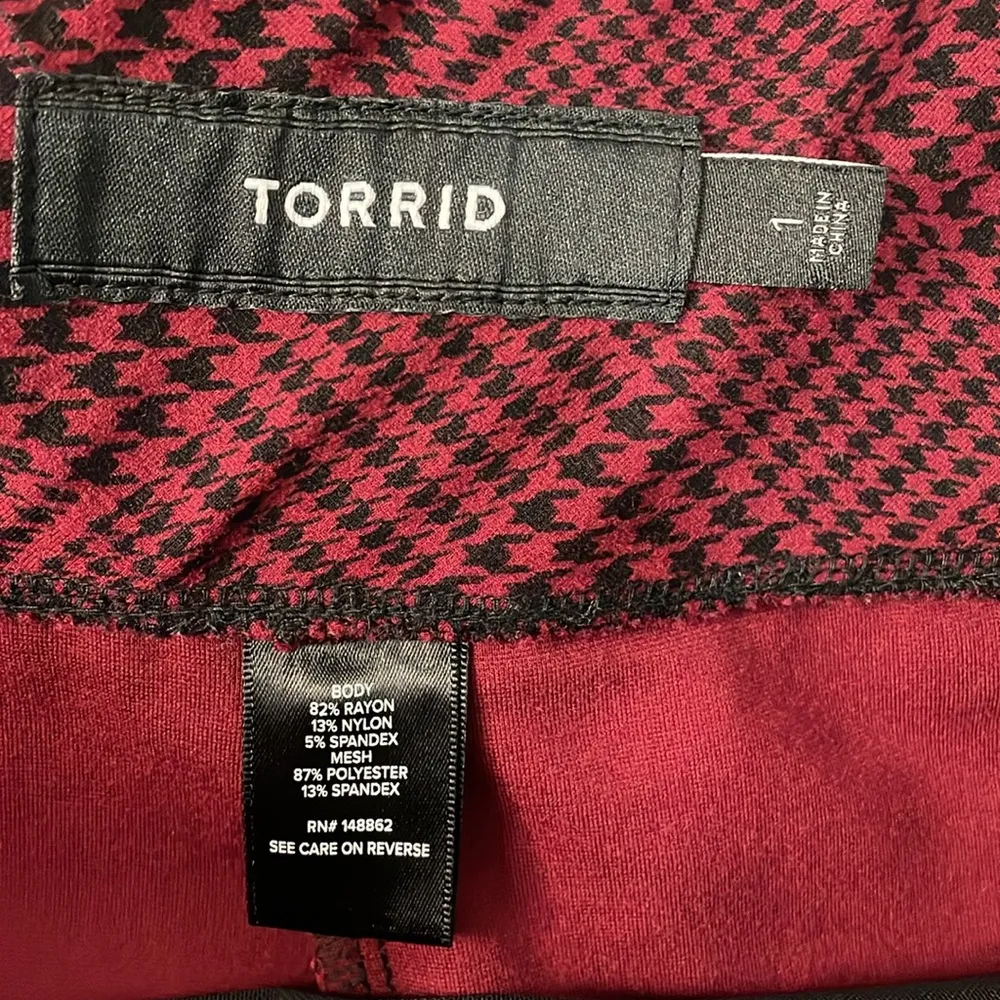 TORRID
1
MADE IN
CHINA
BODY
82% RAYON
13% NYLON
5% SPANDEX
MESH
87% POLYESTER
13% SPANDEX
RN# 148862
SEE CARE ON REVERSE